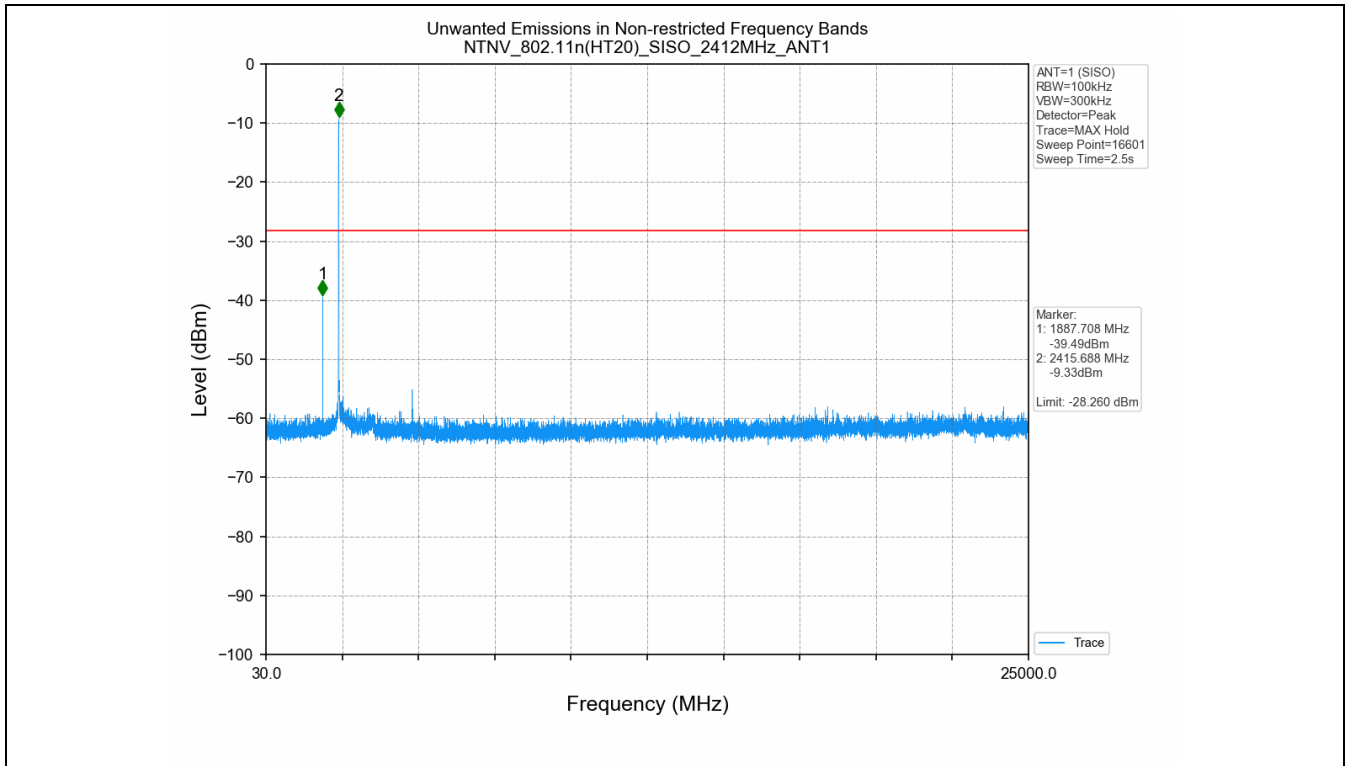 Unwanted Emissions in Non-restricted Frequency Bands
NTNV_802.11n(HT20)_SISO_2412MHz_ANT1
ANT=1 (SISO)
RBW=100kHz
VBW=300kHz
Detector=Peak
Trace=MAX Hold
Sweep Point=16601
Sweep Time=2.5s
0
−10
−20
−30
−40
−50
−60
−70
−80
−90
−100
Level (dBm)
1
2
Marker:
1: 1887.708 MHz
-39.49dBm
2: 2415.688 MHz
-9.33dBm
Limit: -28.260 dBm
Trace
30.0
25000.0
Frequency (MHz)